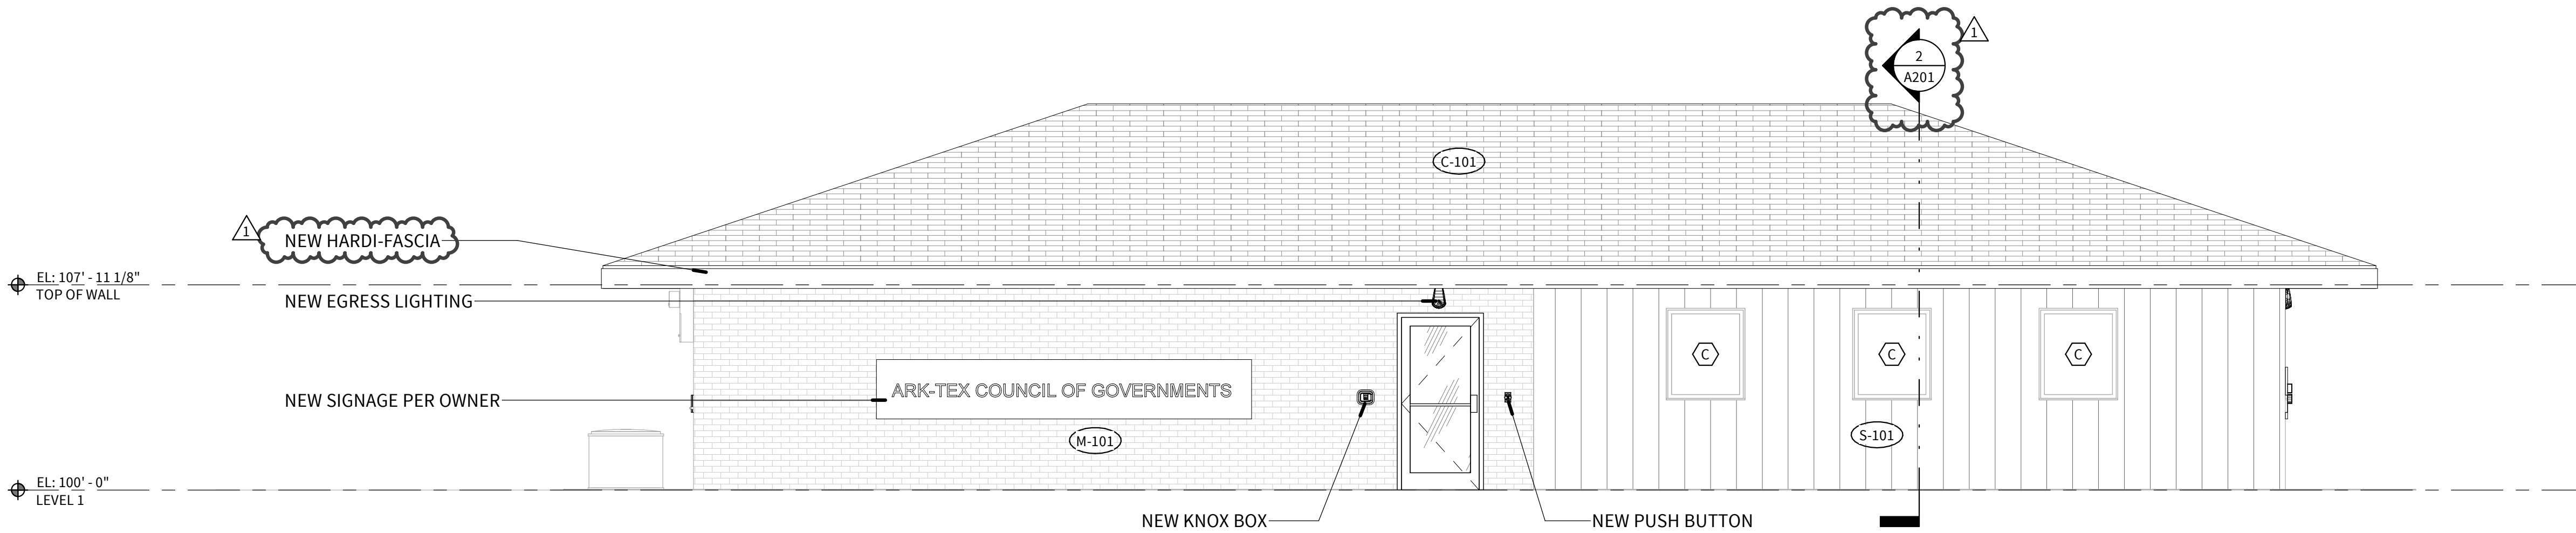 1
2
A201
C-101
1
NEW HARDI-FASCIA
EL: 107' - 11 1/8"
TOP OF WALL
NEW EGRESS LIGHTING
C
C
C
NEW SIGNAGE PER OWNER
ARK-TEX COUNCIL OF GOVERNMENTS
M-101
S-101
EL: 100' - 0"
LEVEL 1
NEW KNOX BOX
NEW PUSH BUTTON